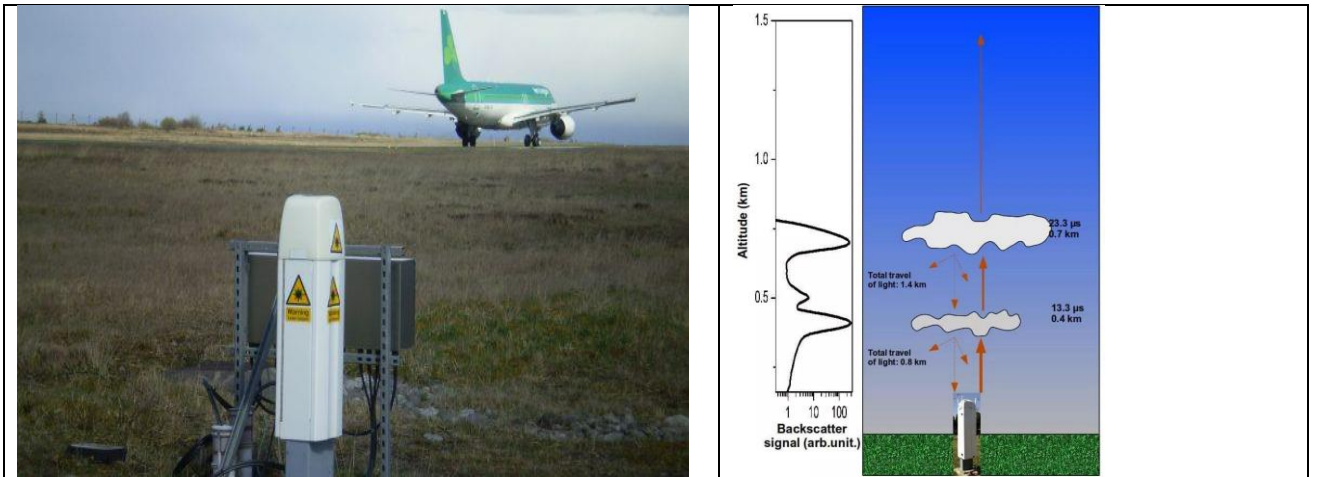 Warning
1.5
1.0
0.5
Altitude (km)
1
10
100
Backscatter
signal (arb.unit.)
23.3 µs
0.7 km
Total travel
of light: 1.4 km
13.3 µs
0.4 km
Total travel
of light: 0.8 km